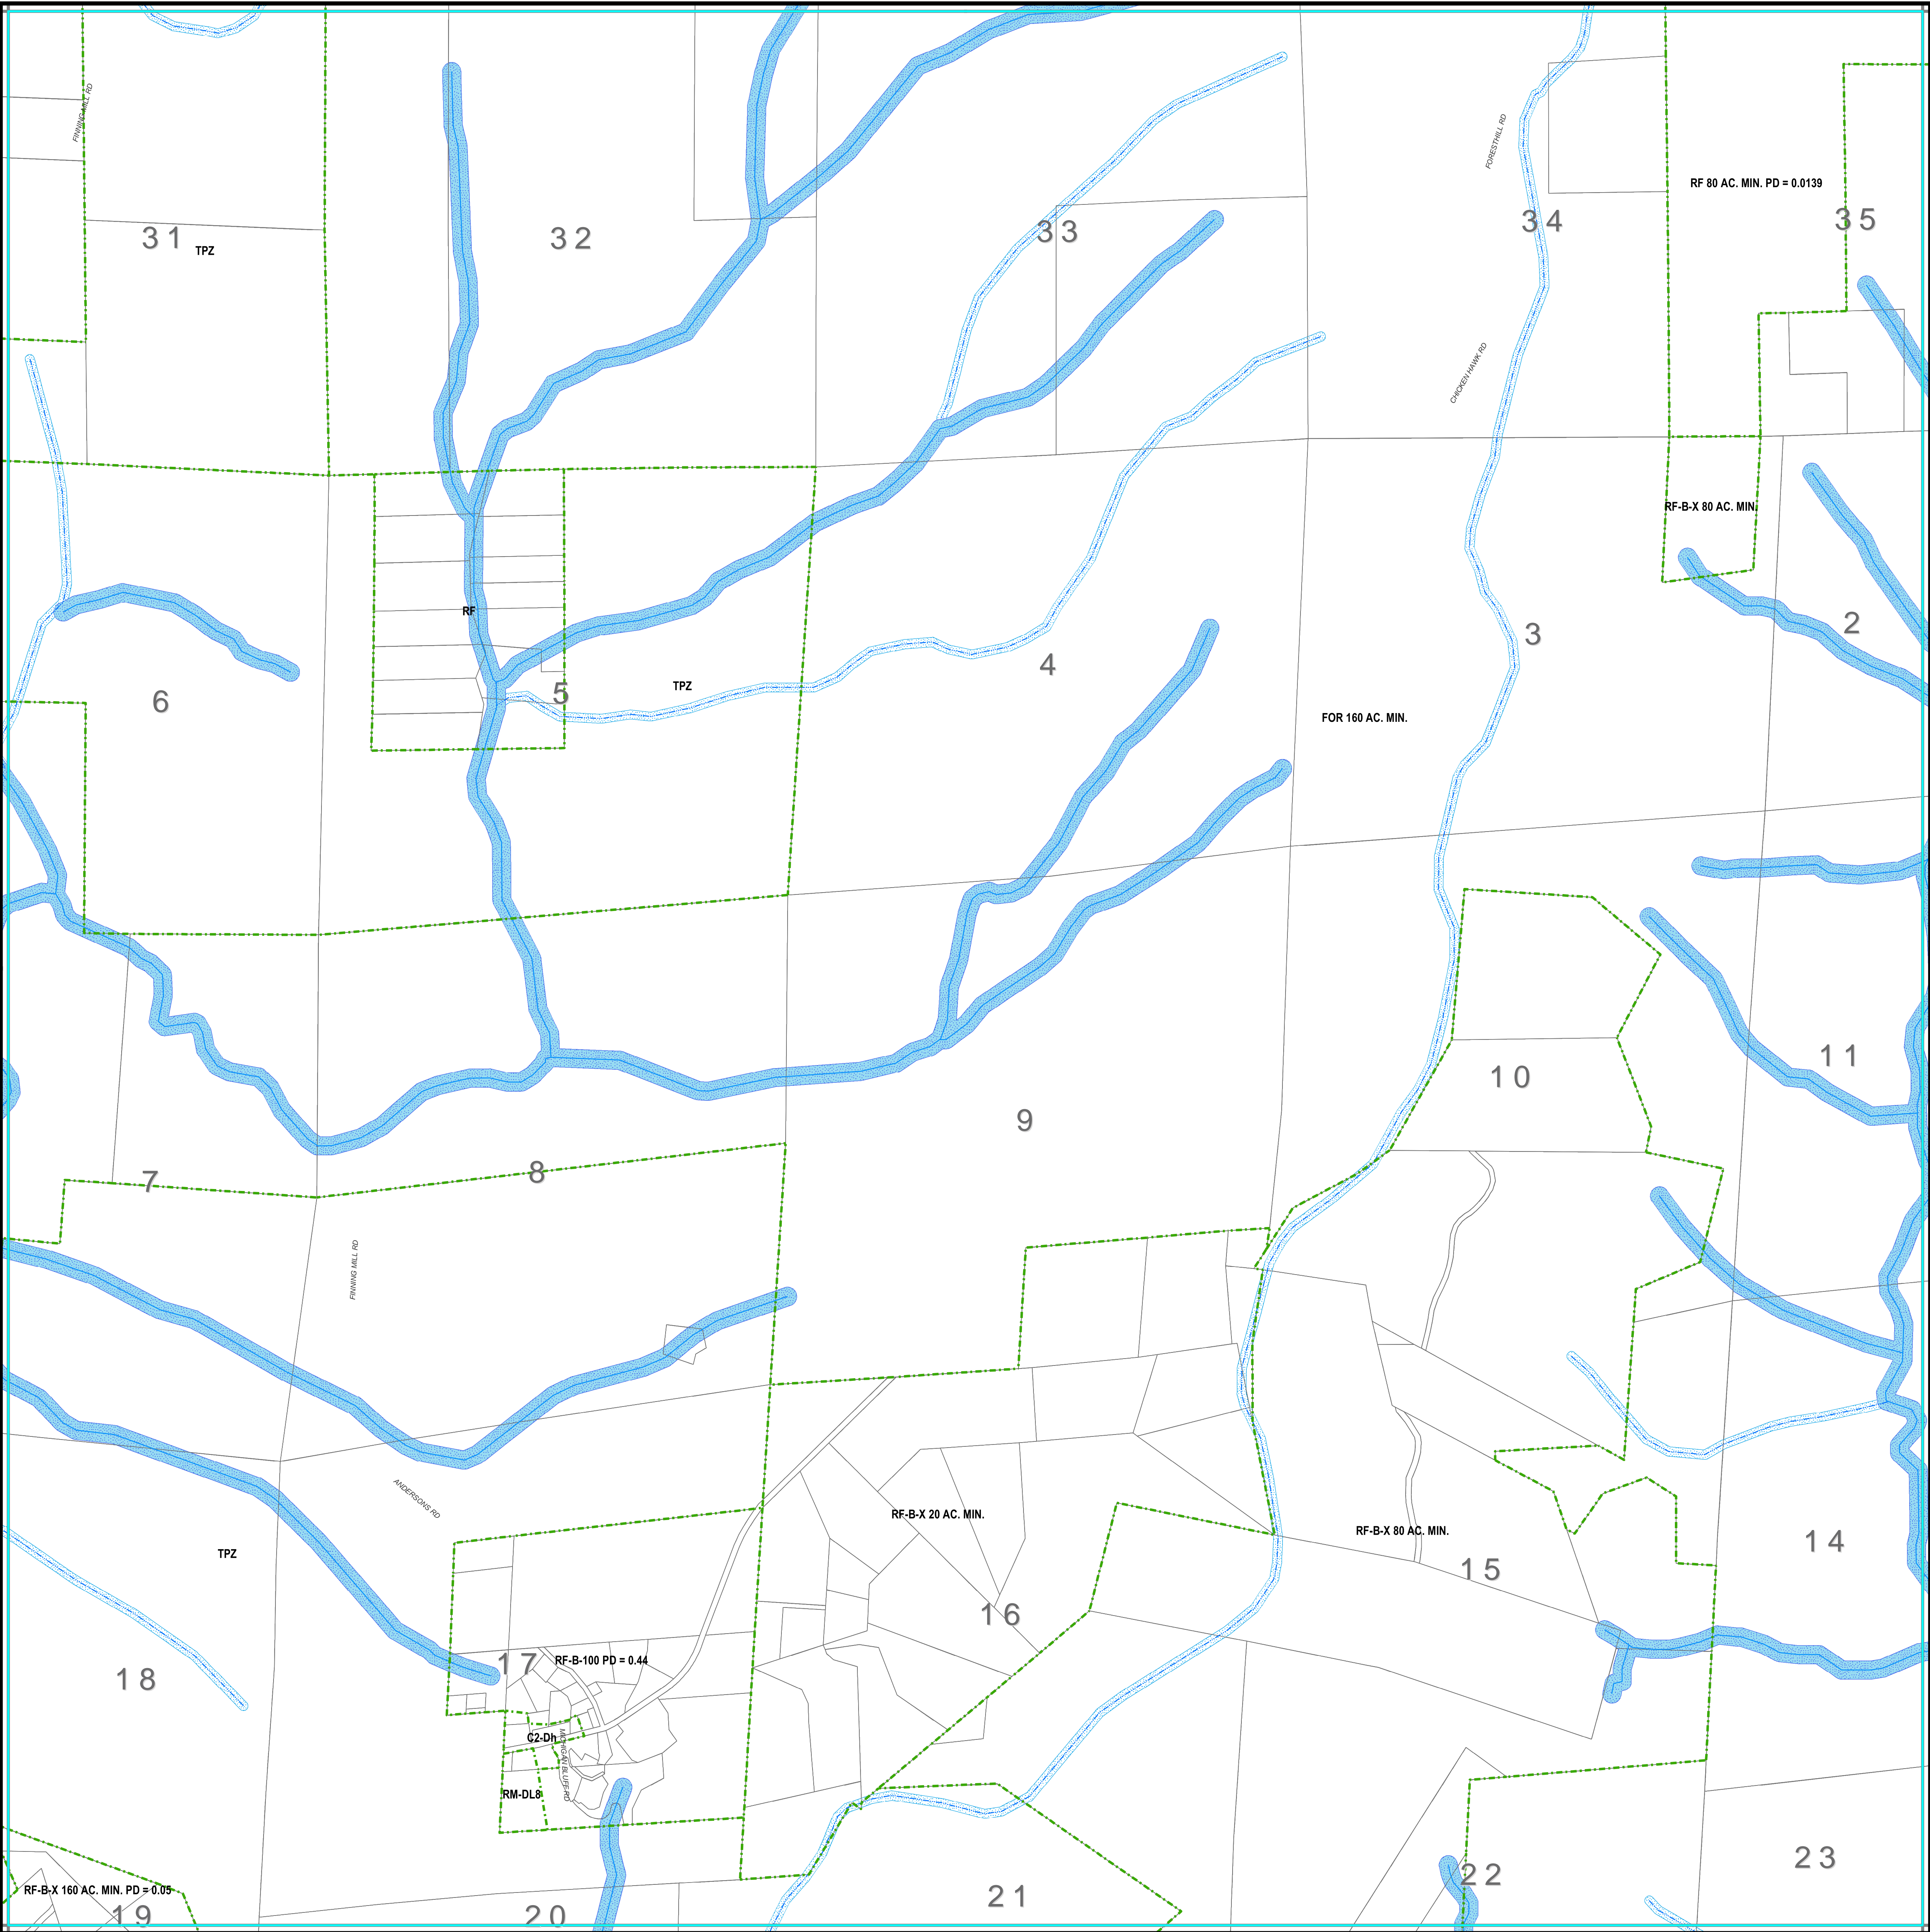 FINNING MILL RD
FORESTHILL RD
RF 80 AC. MIN. PD = 0.0139
31
TPZ
32
33
34
35
CHICKEN HAWK RD
RF-B-X 80 AC. MIN.
RF
6
5
TPZ
4
3
2
FOR 160 AC. MIN.
7
8
9
10
11
FINNING MILL RD
ANDERSONS RD
TPZ
RF-B-X 20 AC. MIN.
RF-B-X 80 AC. MIN.
18
17
RF-B-100 PD = 0.44
16
15
14
C2-Dh
MICHIGAN BLUFF RD
RM-DL8
RF-B-X 160 AC. MIN. PD = 0.05
19
20
21
22
23